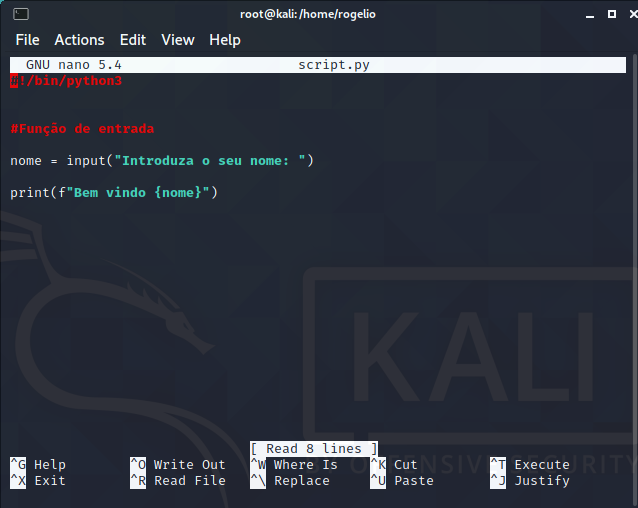 root@kali:/home/rogelio
File Actions Edit View Help
GNU nano 5.4 script.py
#!/bin/python3
#Função de entrada
nome = input("Introduza o seu nome: ")
print(f"Bem vindo {nome}")
KALI
BY OFFENSIVE SECURITY
[ Read 8 lines ]
^G Help ^O Write Out ^W Where Is ^K Cut ^T Execute
^X Exit ^R Read File ^\ Replace ^U Paste ^J Justify